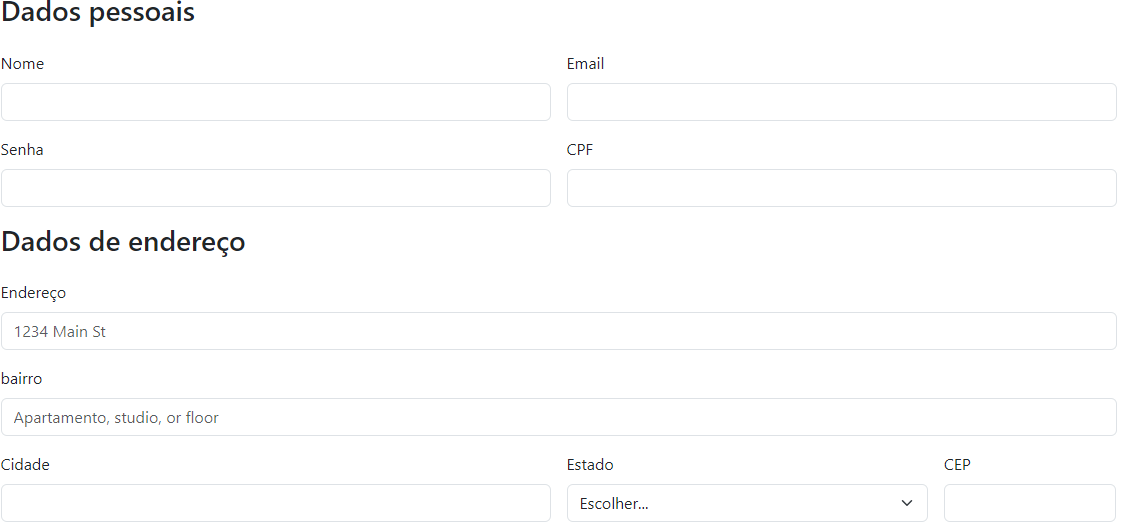 Dados pessoais
Nome Email
Senha CPF
Dados de endereço
Endereço
1234 Main St
bairro
Apartamento, studio, or floor
Cidade Estado CEP
Escolher...